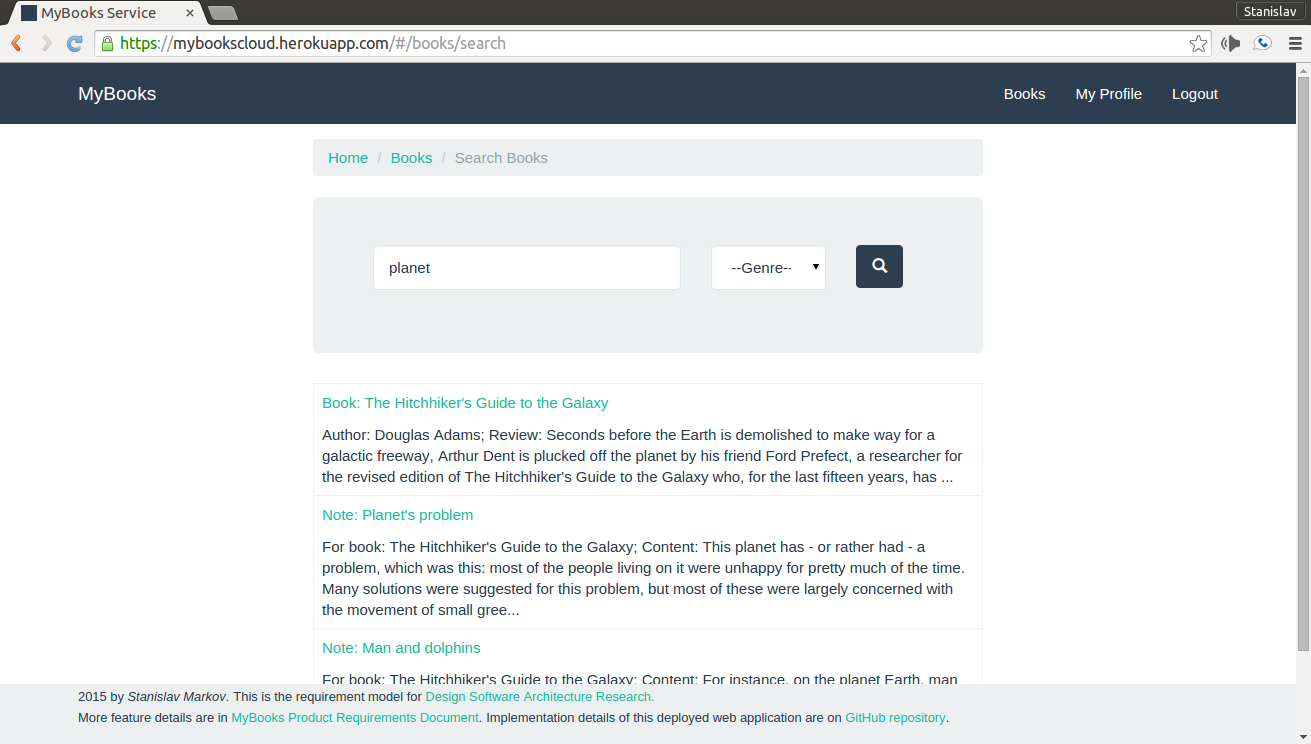 MyBooks Service
Stanislav
https://mybookscloud.herokuapp.com/#/books/search
MyBooks
Books
My Profile
Logout
Home / Books / Search Books
planet
--Genre--
Book: The Hitchhiker's Guide to the Galaxy
Author: Douglas Adams; Review: Seconds before the Earth is demolished to make way for a
galactic freeway, Arthur Dent is plucked off the planet by his friend Ford Prefect, a researcher for
the revised edition of The Hitchhiker's Guide to the Galaxy who, for the last fifteen years, has ...
Note: Planet's problem
For book: The Hitchhiker's Guide to the Galaxy; Content: This planet has - or rather had - a
problem, which was this: most of the people living on it were unhappy for pretty much of the time.
Many solutions were suggested for this problem, but most of these were largely concerned with
the movement of small gree...
Note: Man and dolphins
For book: The Hitchhiker's Guide to the Galaxy; Content: For instance, on the planet Earth, man
2015 by Stanislav Markov. This is the requirement model for Design Software Architecture Research.
More feature details are in MyBooks Product Requirements Document. Implementation details of this deployed web application are on GitHub repository.